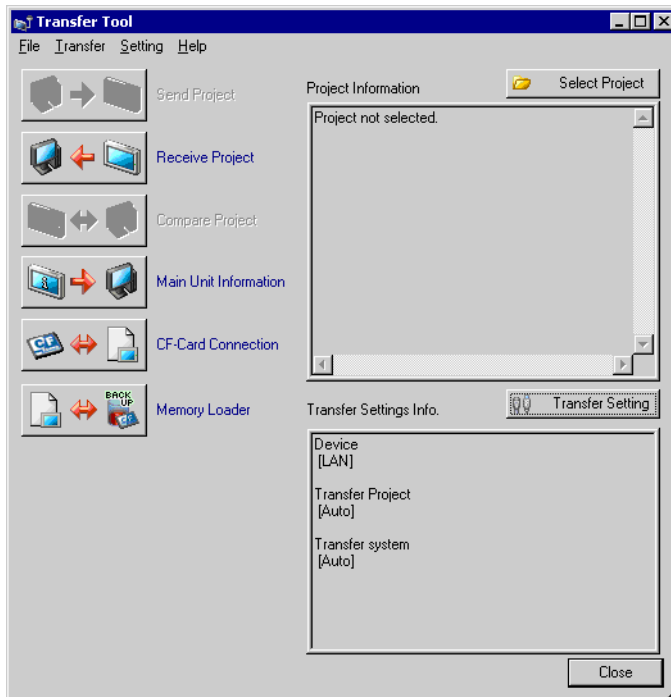 Transfer Tool
File Transfer Setting Help
Send Project
Receive Project
Compare Project
Main Unit Information
CF
CF-Card Connection
BACK
UP
Memory Loader
Project Information
Select Project
Project not selected.
Transfer Settings Info.
Transfer Setting
Device
[LAN]
Transfer Project
[Auto]
Transfer system
[Auto]
Close